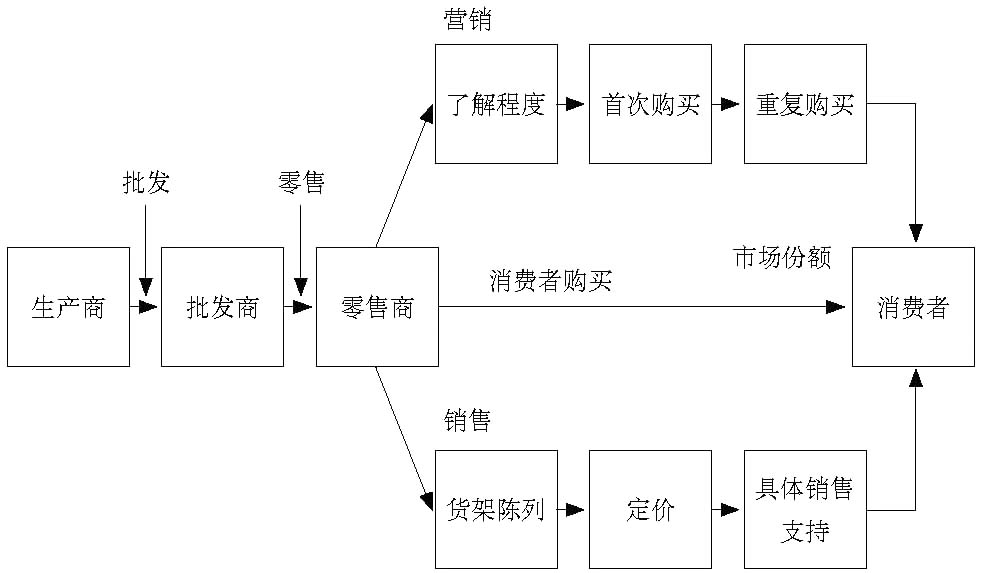 营销
了解程度
首次购买
重复购买
批发
零售
生产商
批发商
零售商
消费者购买
市场份额
消费者
销售
货架陈列
定价
具体销售
支持